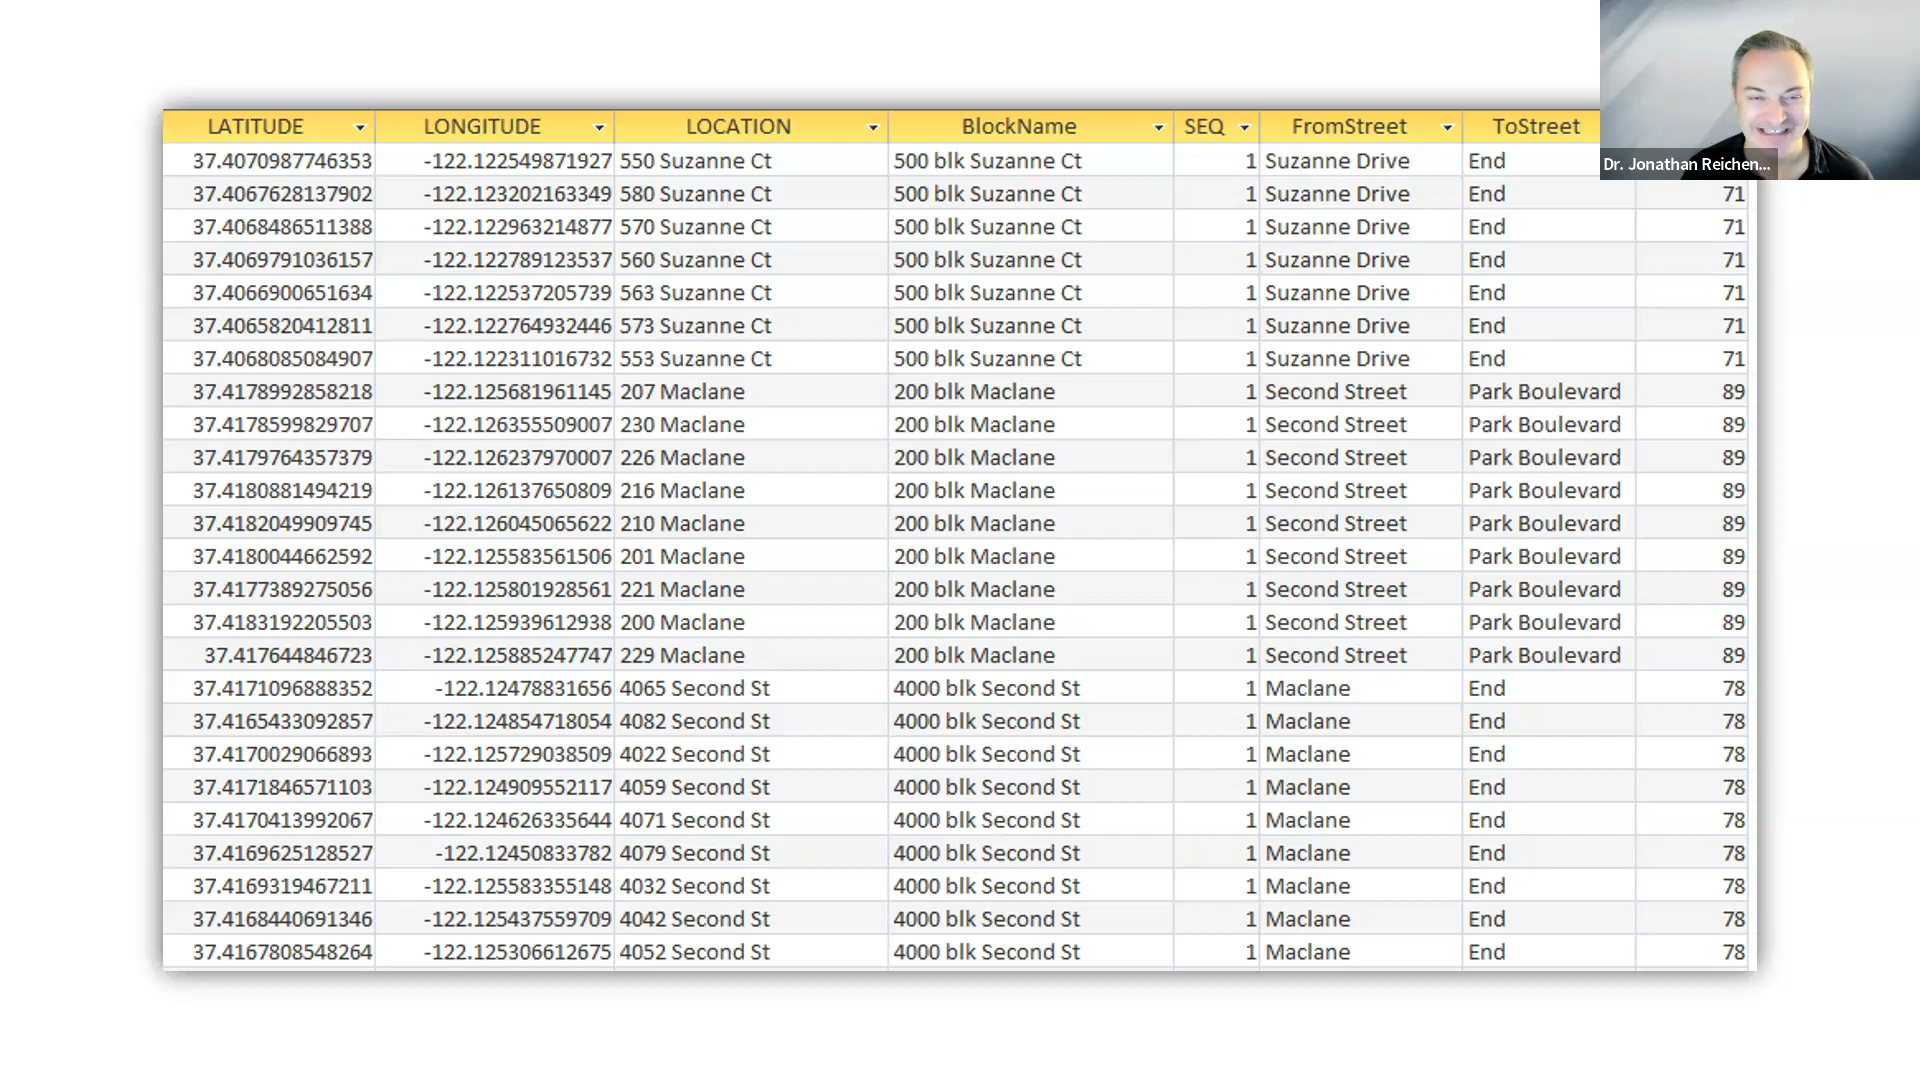 LATITUDE LONGITUDE LOCATION BlockName SEQ FromStreet ToStreet
37.4070987746353 -122.122549871927 550 Suzanne Ct 500 blk Suzanne Ct 1 Suzanne Drive End
Dr. Jonathan Reichen...
37.4067628137902 -122.123202163349 580 Suzanne Ct 500 blk Suzanne Ct 1 Suzanne Drive End 71
37.4068486511388 -122.122963214877 570 Suzanne Ct 500 blk Suzanne Ct 1 Suzanne Drive End 71
37.4069791036157 -122.122789123537 560 Suzanne Ct 500 blk Suzanne Ct 1 Suzanne Drive End 71
37.4066900651634 -122.122537205739 563 Suzanne Ct 500 blk Suzanne Ct 1 Suzanne Drive End 71
37.4065820412811 -122.122764932446 573 Suzanne Ct 500 blk Suzanne Ct 1 Suzanne Drive End 71
37.4068085084907 -122.122311016732 553 Suzanne Ct 500 blk Suzanne Ct 1 Suzanne Drive End 71
37.4178992858218 -122.125681961145 207 Maclane 200 blk Maclane 1 Second Street Park Boulevard 89
37.4178599829707 -122.126355509007 230 Maclane 200 blk Maclane 1 Second Street Park Boulevard 89
37.4179764357379 -122.126237970007 226 Maclane 200 blk Maclane 1 Second Street Park Boulevard 89
37.4180881494219 -122.126137650809 216 Maclane 200 blk Maclane 1 Second Street Park Boulevard 89
37.4182049909745 -122.126045065622 210 Maclane 200 blk Maclane 1 Second Street Park Boulevard 89
37.4180044662592 -122.125583561506 201 Maclane 200 blk Maclane 1 Second Street Park Boulevard 89
37.4177389275056 -122.125801928561 221 Maclane 200 blk Maclane 1 Second Street Park Boulevard 89
37.4183192205503 -122.125939612938 200 Maclane 200 blk Maclane 1 Second Street Park Boulevard 89
37.417644846723 -122.125885247747 229 Maclane 200 blk Maclane 1 Second Street Park Boulevard 89
37.4171096888352 -122.12478831656 4065 Second St 4000 blk Second St 1 Maclane End 78
37.4165433092857 -122.124854718054 4082 Second St 4000 blk Second St 1 Maclane End 78
37.4170029066893 -122.125729038509 4022 Second St 4000 blk Second St 1 Maclane End 78
37.4171846571103 -122.124909552117 4059 Second St 4000 blk Second St 1 Maclane End 78
37.4170413992067 -122.124626335644 4071 Second St 4000 blk Second St 1 Maclane End 78
37.4169625128527 -122.12450833782 4079 Second St 4000 blk Second St 1 Maclane End 78
37.4169319467211 -122.125583355148 4032 Second St 4000 blk Second St 1 Maclane End 78
37.4168440691346 -122.125437559709 4042 Second St 4000 blk Second St 1 Maclane End 78
37.4167808548264 -122.125306612675 4052 Second St 4000 blk Second St 1 Maclane End 78